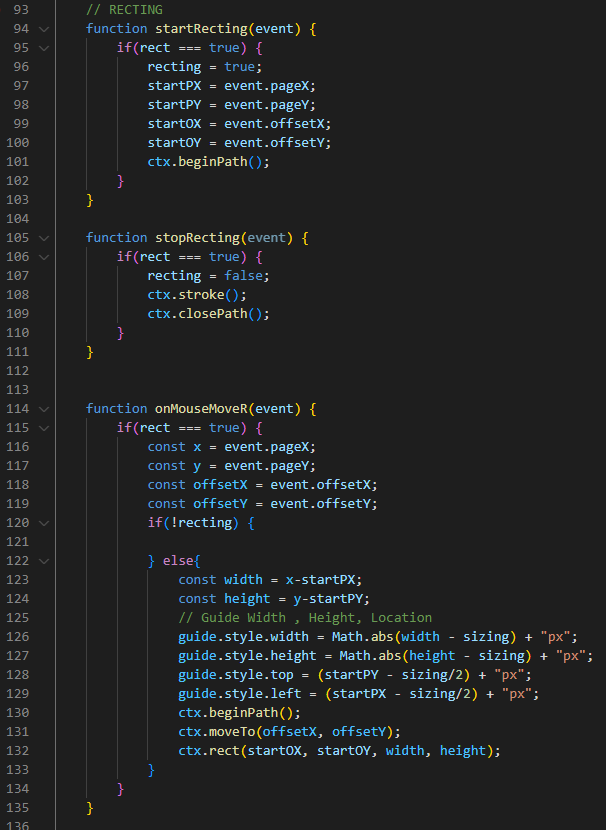 93 // RECTING
94 function startRecting(event) {
95 if(rect === true) {
96 recting = true;
97 startPX = event.pageX;
98 startPY = event.pageY;
99 startOX = event.offsetX;
100 startOY = event.offsetY;
101 ctx.beginPath();
102 }
103 }
104
105 function stopRecting(event) {
106 if(rect === true) {
107 recting = false;
108 ctx.stroke();
109 ctx.closePath();
110 }
111 }
112
113
114 function onMouseMoveR(event) {
115 if(rect === true) {
116 const x = event.pageX;
117 const y = event.pageY;
118 const offsetX = event.offsetX;
119 const offsetY = event.offsetY;
120 if(!recting) {
121
122 } else{
123 const width = x-startPX;
124 const height = y-startPY;
125 // Guide Width , Height, Location
126 guide.style.width = Math.abs(width - sizing) + "px";
127 guide.style.height = Math.abs(height - sizing) + "px";
128 guide.style.top = (startPY - sizing/2) + "px";
129 guide.style.left = (startPX - sizing/2) + "px";
130 ctx.beginPath();
131 ctx.moveTo(offsetX, offsetY);
132 ctx.rect(startOX, startOY, width, height);
133 }
134 }
135 }
136